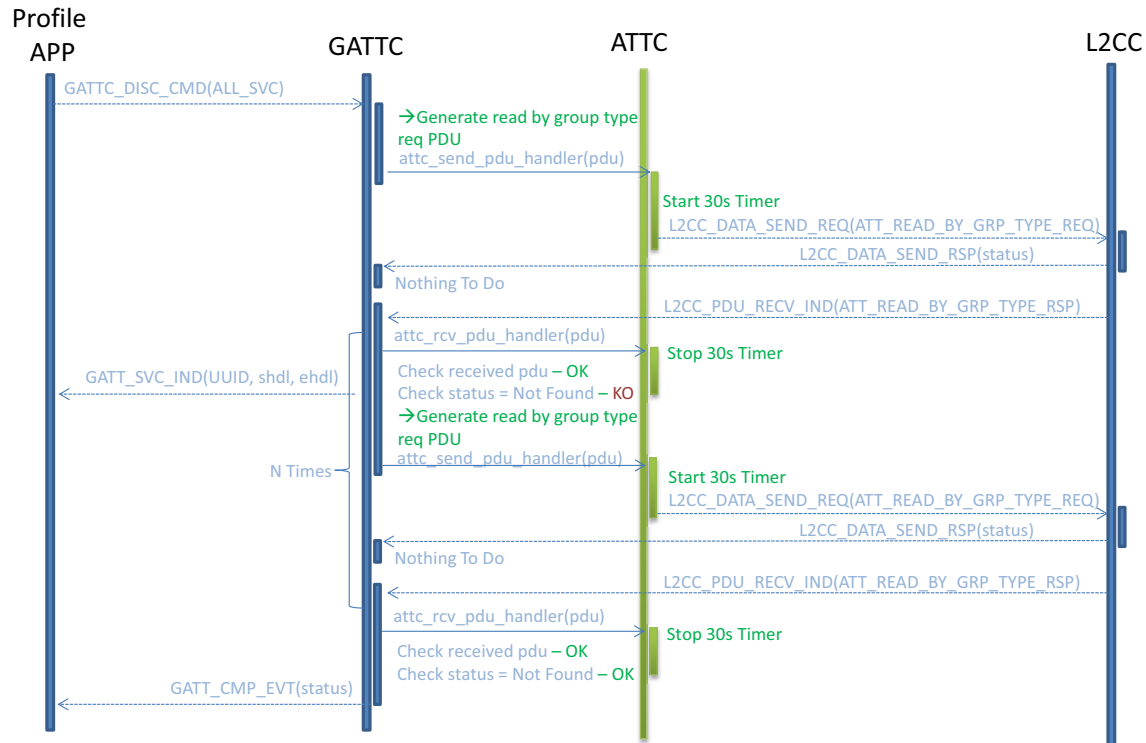 Profile
APP
GATTC
ATTC
L2CC
GATTC_DISC_CMD(ALL_SVC)
→Generate read by group type
req PDU
attc_send_pdu_handler(pdu)
Start 30s Timer
L2CC_DATA_SEND_REQ(ATT_READ_BY_GRP_TYPE_REQ)
L2CC_DATA_SEND_RSP(status)
Nothing To Do
L2CC_PDU_RECV_IND(ATT_READ_BY_GRP_TYPE_RSP)
attc_rcv_pdu_handler(pdu)
Stop 30s Timer
Check received pdu – OK
GATT_SVC_IND(UUID, shdl, ehdl)
Check status = Not Found – KO
→Generate read by group type
req PDU
attc_send_pdu_handler(pdu)
N Times
Start 30s Timer
L2CC_DATA_SEND_REQ(ATT_READ_BY_GRP_TYPE_REQ)
L2CC_DATA_SEND_RSP(status)
Nothing To Do
L2CC_PDU_RECV_IND(ATT_READ_BY_GRP_TYPE_RSP)
attc_rcv_pdu_handler(pdu)
Stop 30s Timer
Check received pdu – OK
Check status = Not Found – OK
GATT_CMP_EVT(status)